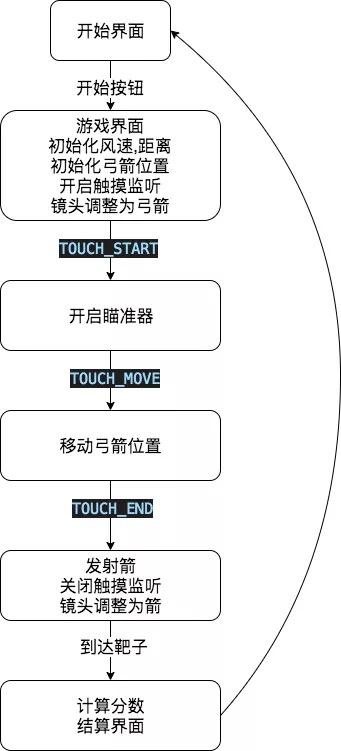 开始界面
开始按钮
游戏界面
初始化风速,距离
初始化弓箭位置
开启触摸监听
镜头调整为弓箭
TOUCH_START
开启瞄准器
TOUCH_MOVE
移动弓箭位置
TOUCH_END
发射箭
关闭触摸监听
镜头调整为箭
到达靶子
计算分数
结算界面